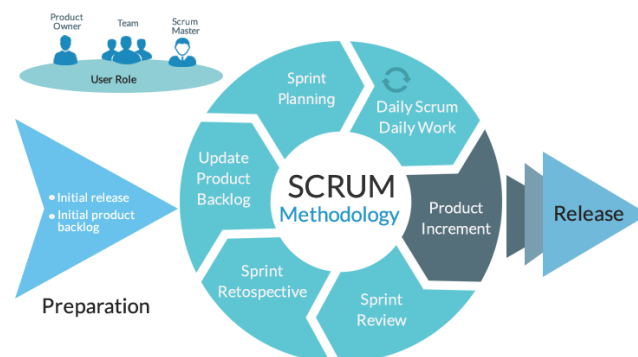 Product
Owner
Team
Scrum
Master
User Role
Sprint
Planning
Daily Scrum
Daily Work
Update
Product
Backlog
SCRUM
Methodology
Product
Increment
Release
• Initial release
• Initial product
backlog
Preparation
Sprint
Retospective
Sprint
Review